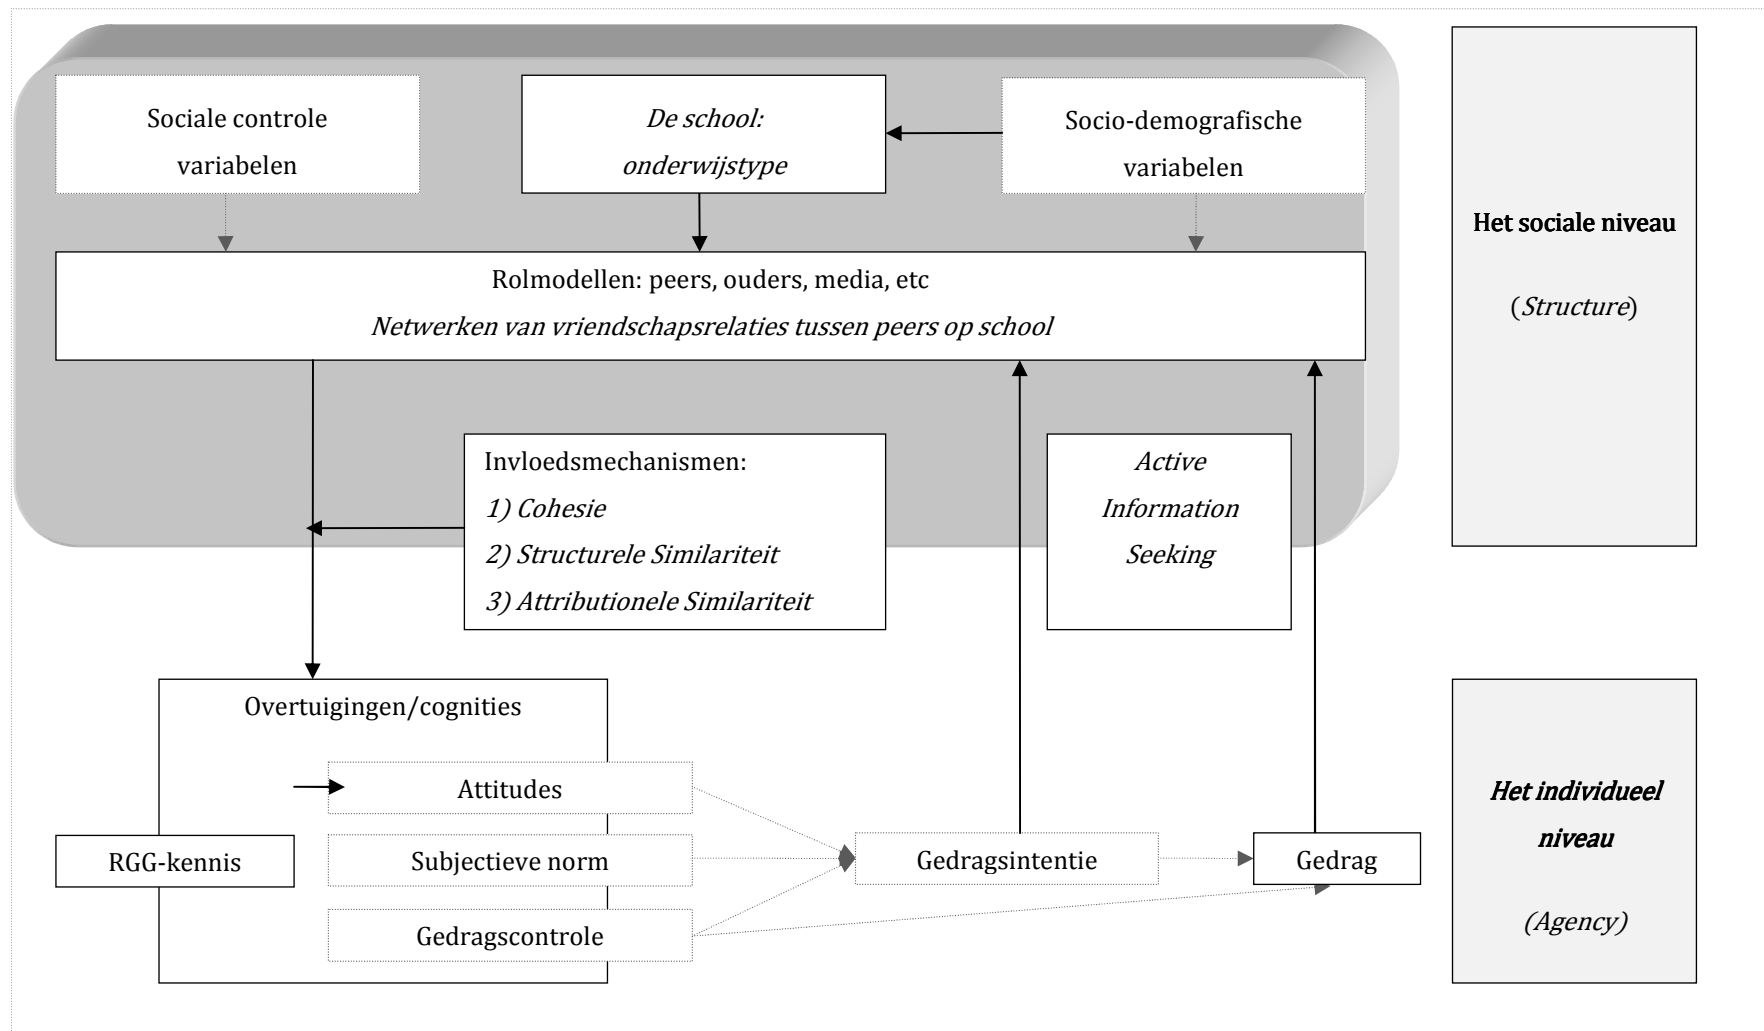 Sociale controle
variabelen
De school:
onderwijstype
Socio-demografische
variabelen
Het sociale niveau
(Structure)
Rolmodellen: peers, ouders, media, etc
Netwerken van vriendschapsrelaties tussen peers op school
Invloedsmechanismen:
1) Cohesie
2) Structurele Similariteit
3) Attributionele Similariteit
Active
Information
Seeking
Overtuigingen/cognities
Attitudes
RGG-kennis
Subjectieve norm
Gedragscontrole
Gedragsintentie
Gedrag
Het individueel
niveau
(Agency)